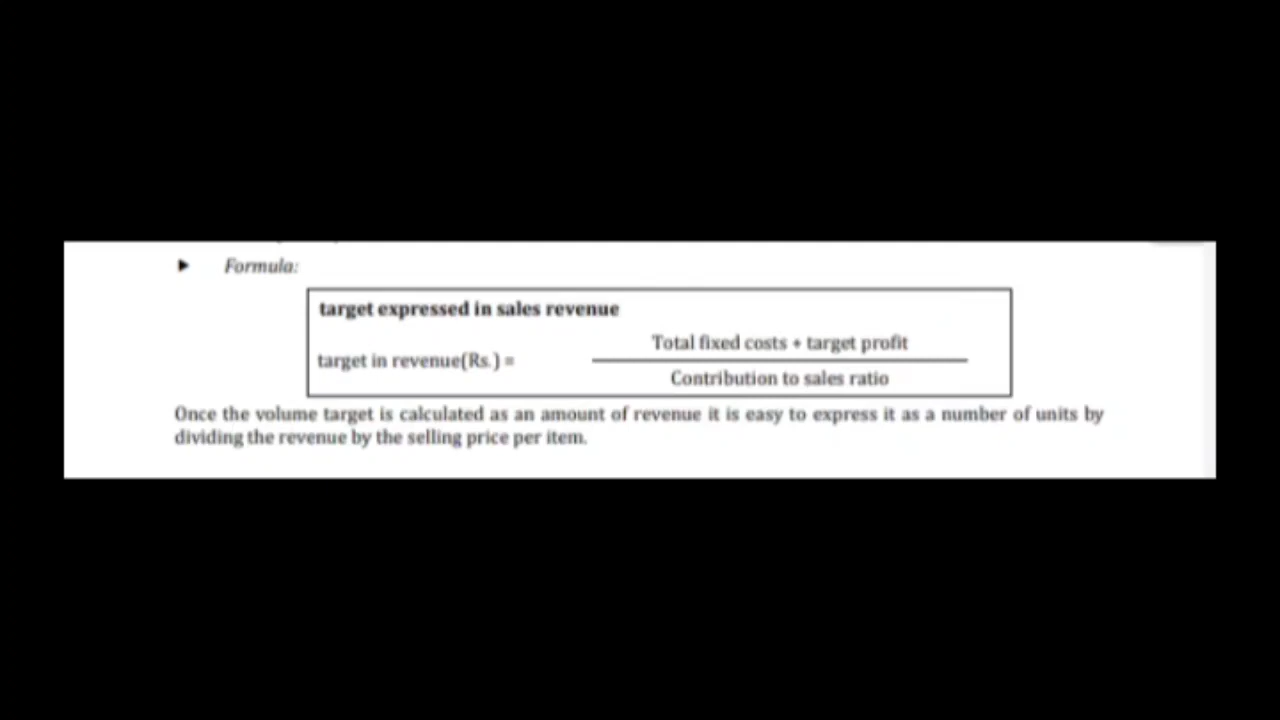 ► Formula:
target expressed in sales revenue
Total fixed costs + target profit
target in revenue(Rs.) =
Contribution to sales ratio
Once the volume target is calculated as an amount of revenue it is easy to express it as a number of units by
dividing the revenue by the selling price per item.